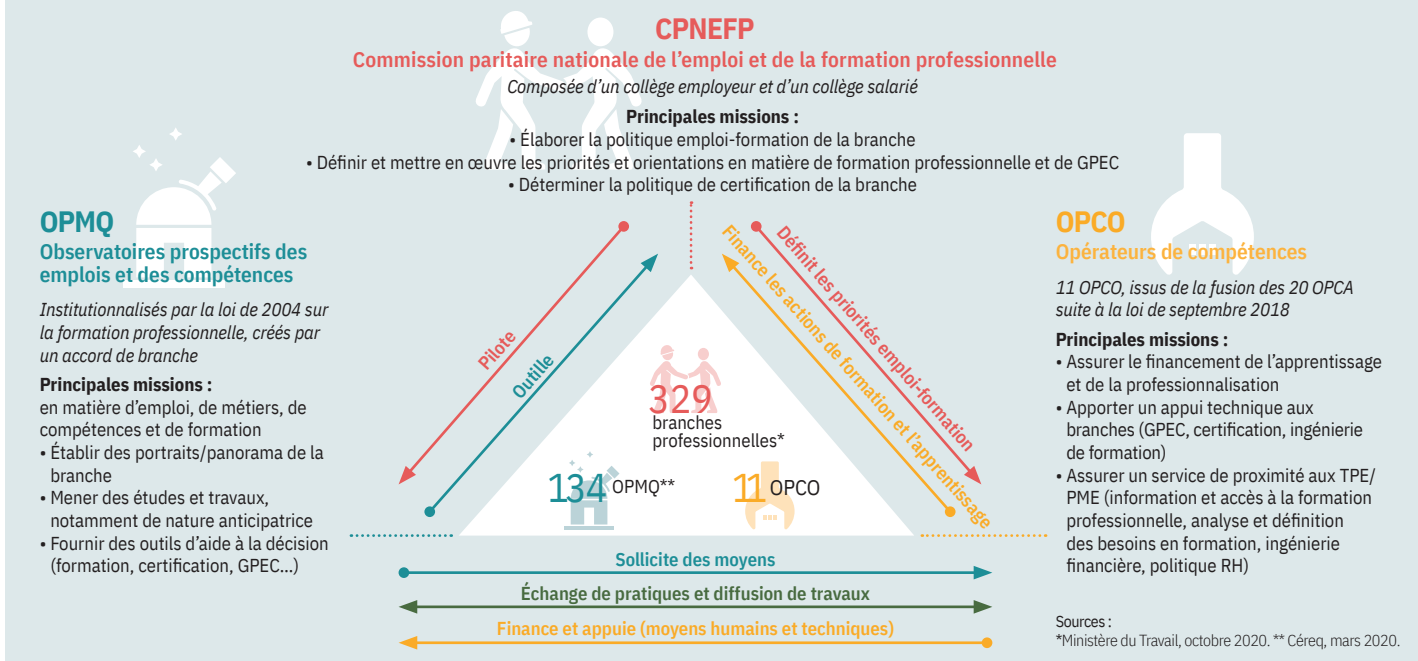 CPNEFP
Commission paritaire nationale de l'emploi et de la formation professionnelle
Composée d'un collège employeur et d'un collège salarié
Principales missions :
• Élaborer la politique emploi-formation de la branche
• Définir et mettre en œuvre les priorités et orientations en matière de formation professionnelle et de GPEC
• Déterminer la politique de certification de la branche
OPMQ
Observatoires prospectifs des
emplois et des compétences
Institutionnalisés par la loi de 2004 sur
la formation professionnelle, créés par
un accord de branche
Principales missions :
en matière d'emploi, de métiers, de
compétences et de formation
• Établir des portraits/panorama de la
branche
• Mener des études et travaux,
notamment de nature anticipatrice
• Fournir des outils d'aide à la décision
(formation, certification, GPEC...)
Pilote
Outille
Finance les actions de formation et l'apprentissage
Définit les priorités emploi-formation
329
branches
professionnelles*
134 OPMQ**
11 OPCO
Sollicite des moyens
Échange de pratiques et diffusion de travaux
Finance et appuie (moyens humains et techniques)
OPCO
Opérateurs de compétences
11 OPCO, issus de la fusion des 20 OPCA
suite à la loi de septembre 2018
Principales missions :
• Assurer le financement de l'apprentissage
et de la professionnalisation
• Apporter un appui technique aux
branches (GPEC, certification, ingénierie
de formation)
• Assurer un service de proximité aux TPE/
PME (information et accès à la formation
professionnelle, analyse et définition
des besoins en formation, ingénierie
financière, politique RH)
Sources :
*Ministère du Travail, octobre 2020. ** Céreq, mars 2020.